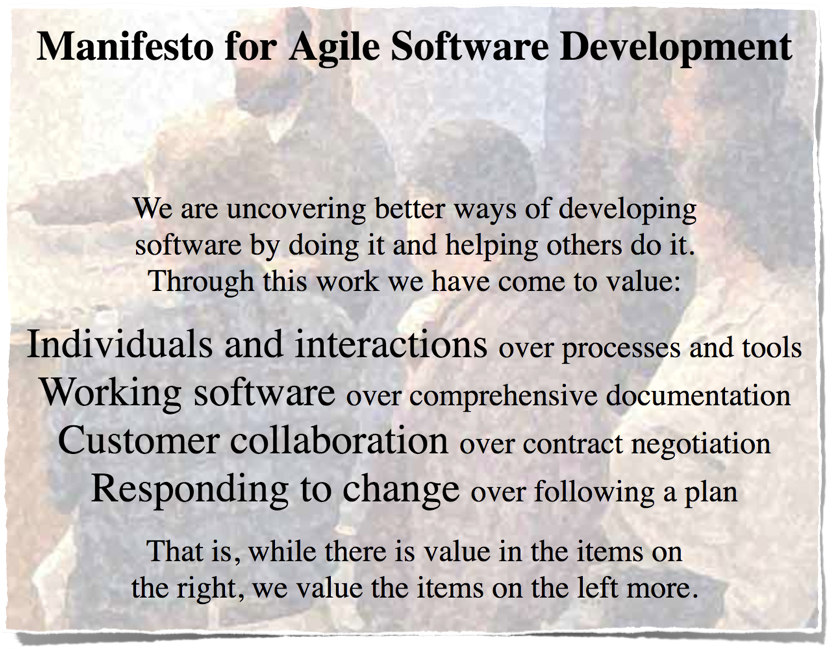 Manifesto for Agile Software Development
We are uncovering better ways of developing
software by doing it and helping others do it.
Through this work we have come to value:
Individuals and interactions over processes and tools
Working software over comprehensive documentation
Customer collaboration over contract negotiation
Responding to change over following a plan
That is, while there is value in the items on
the right, we value the items on the left more.